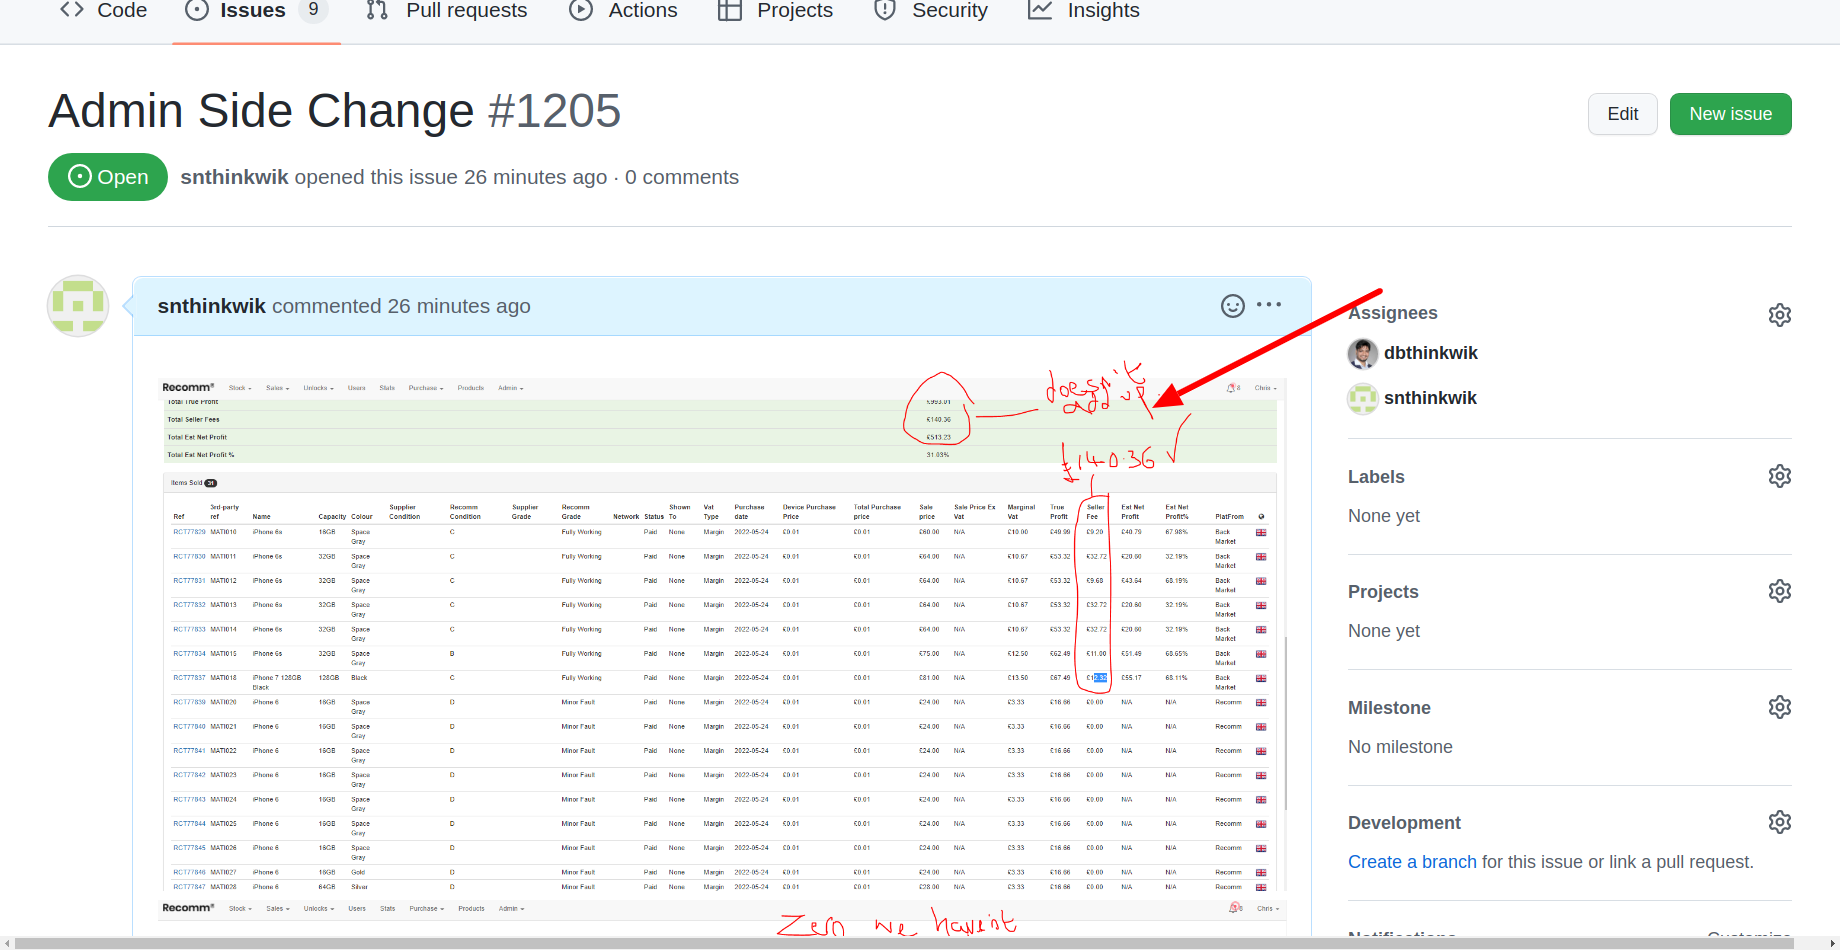 Code Issues 9 Pull requests Actions Projects Security Insights
Admin Side Change #1205
Edit
New issue
Open snthinkwik opened this issue 26 minutes ago · 0 comments
snthinkwik commented 26 minutes ago
Assignees
dbthinkwik
snthinkwik
Labels
None yet
Projects
None yet
Milestone
No milestone
Development
Create a branch for this issue or link a pull request.
Notifications Customize
Recomm® Stock Sales Unlocks Users Stats Purchase Products Admin 8 Chris
Total True Profit £993.01
Total Seller Fees £140.36
Total Est Net Profit £513.23
Total Est Net Profit % 31.03%
doesn't
add up.
£140.36 ✓
Items Sold 31
Ref 3rd-party ref Name Capacity Colour Supplier Condition Recomm Condition Supplier Grade Recomm Grade Network Status Shown To Vat Type Purchase date Device Purchase Price Total Purchase price Sale price Sale Price Ex Vat Marginal Vat True Profit Seller Fee Est Net Profit Est Net Profit% PlatFrom
RCT77829 MATI010 iPhone 6s 16GB Space Gray C Fully Working Paid None Margin 2022-05-24 £0.01 £0.01 £60.00 N/A £10.00 £49.99 £9.20 £40.79 67.98% Back Market
RCT77830 MATI011 iPhone 6s 32GB Space Gray C Fully Working Paid None Margin 2022-05-24 £0.01 £0.01 £64.00 N/A £10.67 £53.32 £32.72 £20.60 32.19% Back Market
RCT77831 MATI012 iPhone 6s 32GB Space Gray C Fully Working Paid None Margin 2022-05-24 £0.01 £0.01 £64.00 N/A £10.67 £53.32 £9.68 £43.64 68.19% Back Market
RCT77832 MATI013 iPhone 6s 32GB Space Gray C Fully Working Paid None Margin 2022-05-24 £0.01 £0.01 £64.00 N/A £10.67 £53.32 £32.72 £20.60 32.19% Back Market
RCT77833 MATI014 iPhone 6s 32GB Space Gray C Fully Working Paid None Margin 2022-05-24 £0.01 £0.01 £64.00 N/A £10.67 £53.32 £32.72 £20.60 32.19% Back Market
RCT77834 MATI015 iPhone 6s 32GB Space Gray B Fully Working Paid None Margin 2022-05-24 £0.01 £0.01 £75.00 N/A £12.50 £62.49 £11.00 £51.49 68.65% Back Market
RCT77837 MATI018 iPhone 7 128GB Black 128GB Black C Fully Working Paid None Margin 2022-05-24 £0.01 £0.01 £81.00 N/A £13.50 £67.49 £12.32 £55.17 68.11% Back Market
RCT77839 MATI020 iPhone 6 16GB Space Gray D Minor Fault Paid None Margin 2022-05-24 £0.01 £0.01 £24.00 N/A £3.33 £16.66 £0.00 N/A N/A Recomm
RCT77840 MATI021 iPhone 6 16GB Space Gray D Minor Fault Paid None Margin 2022-05-24 £0.01 £0.01 £24.00 N/A £3.33 £16.66 £0.00 N/A N/A Recomm
RCT77841 MATI022 iPhone 6 16GB Space Gray D Minor Fault Paid None Margin 2022-05-24 £0.01 £0.01 £24.00 N/A £3.33 £16.66 £0.00 N/A N/A Recomm
RCT77842 MATI023 iPhone 6 16GB Space Gray D Minor Fault Paid None Margin 2022-05-24 £0.01 £0.01 £24.00 N/A £3.33 £16.66 £0.00 N/A N/A Recomm
RCT77843 MATI024 iPhone 6 16GB Space Gray D Minor Fault Paid None Margin 2022-05-24 £0.01 £0.01 £24.00 N/A £3.33 £16.66 £0.00 N/A N/A Recomm
RCT77844 MATI025 iPhone 6 16GB Space Gray D Minor Fault Paid None Margin 2022-05-24 £0.01 £0.01 £24.00 N/A £3.33 £16.66 £0.00 N/A N/A Recomm
RCT77845 MATI026 iPhone 6 16GB Space Gray D Minor Fault Paid None Margin 2022-05-24 £0.01 £0.01 £24.00 N/A £3.33 £16.66 £0.00 N/A N/A Recomm
RCT77846 MATI027 iPhone 6 16GB Gold D Minor Fault Paid None Margin 2022-05-24 £0.01 £0.01 £24.00 N/A £3.33 £16.66 £0.00 N/A N/A Recomm
RCT77847 MATI028 iPhone 6 64GB Silver D Minor Fault Paid None Margin 2022-05-24 £0.01 £0.01 £28.00 N/A £3.33 £16.66 £0.00 N/A N/A Recomm
Recomm® Stock Sales Unlocks Users Stats Purchase Products Admin Chris
Zero we haven't